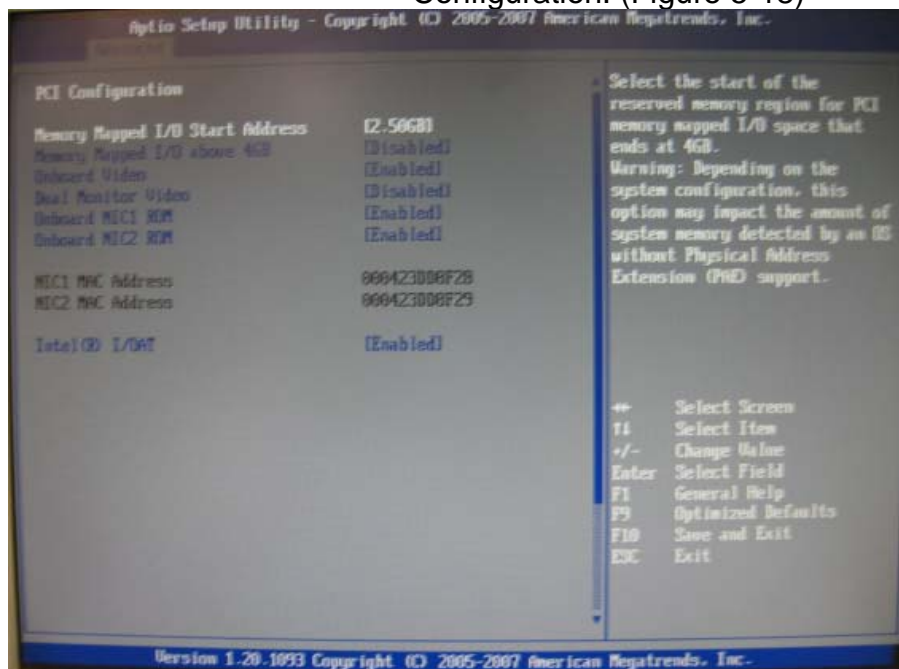 Configuration. (Figure
Aptio Setup Utility - Copyright (C) 2005-2007 American Megatrends, Inc.
PCI Configuration
Memory Mapped I/O Start Address [2.50GB]
Memory Mapped I/O above 4GB [Disabled]
Onboard Video [Enabled]
Dual Monitor Video [Disabled]
Onboard NIC1 ROM [Enabled]
Onboard NIC2 ROM [Enabled]
NIC1 MAC Address 000423DD8F28
NIC2 MAC Address 000423DD8F29
Intel(R) I/OAT [Enabled]
Select the start of the
reserved memory region for PCI
memory mapped I/O space that
ends at 4GB.
Warning: Depending on the
system configuration, this
option may impact the amount of
system memory detected by an OS
without Physical Address
Extension (PAE) support.
↔ Select Screen
↑↓ Select Item
+/- Change Value
Enter Select Field
F1 General Help
F9 Optimized Defaults
F10 Save and Exit
ESC Exit
Version 1.20.1093 Copyright (C) 2005-2007 American Megatrends, Inc.